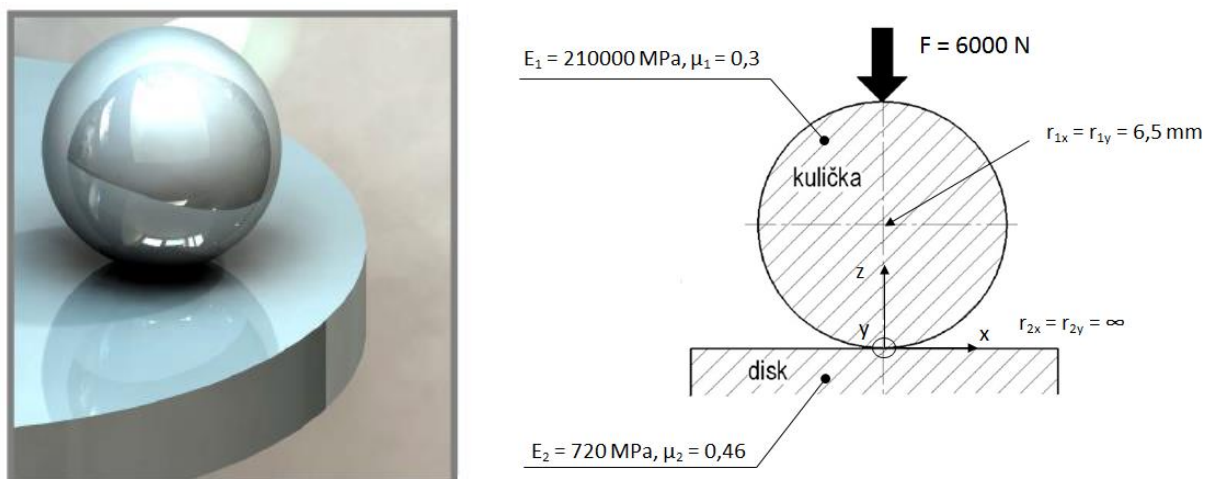 E₁ = 210000 MPa, μ₁ = 0,3
F = 6000 N
r₁ₓ = r₁ᵧ = 6,5 mm
kulička
z
r₂ₓ = r₂ᵧ = ∞
y
x
disk
E₂ = 720 MPa, μ₂ = 0,46